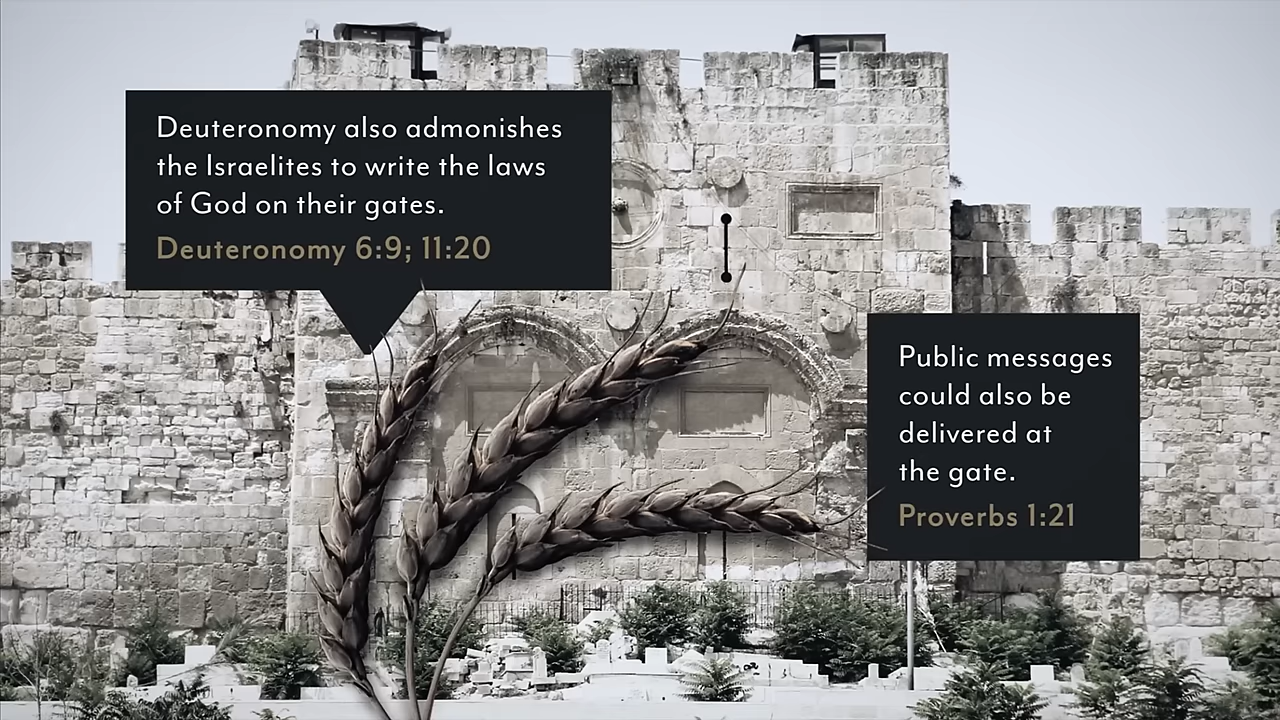 Deuteronomy also admonishes
the Israelites to write the laws
of God on their gates.
Deuteronomy 6:9; 11:20
Public messages
could also be
delivered at
the gate.
Proverbs 1:21